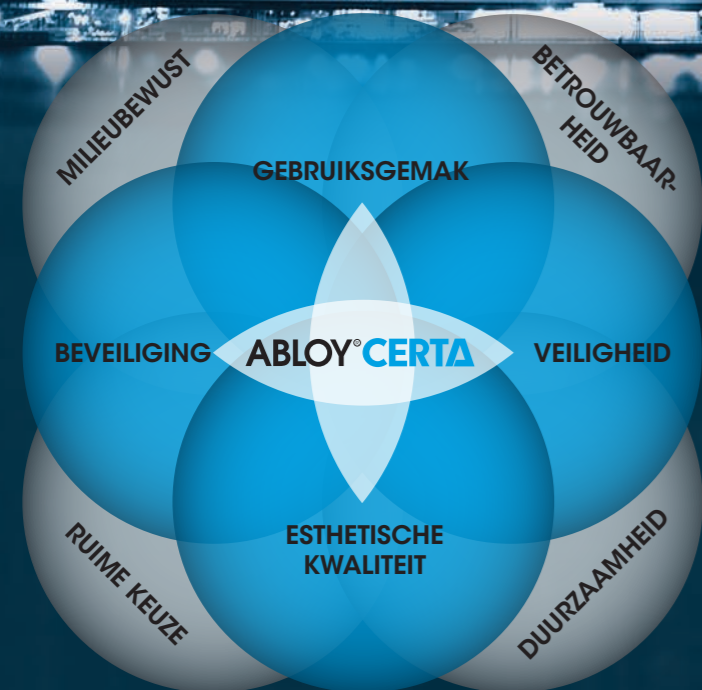 MILIEUBEWUST
BETROUWBAAR-
HEID
GEBRUIKSGEMAK
BEVEILIGING
ABLOY® CERTA
VEILIGHEID
ESTHETISCHE
KWALITEIT
RUIME KEUZE
DUURZAAMHEID